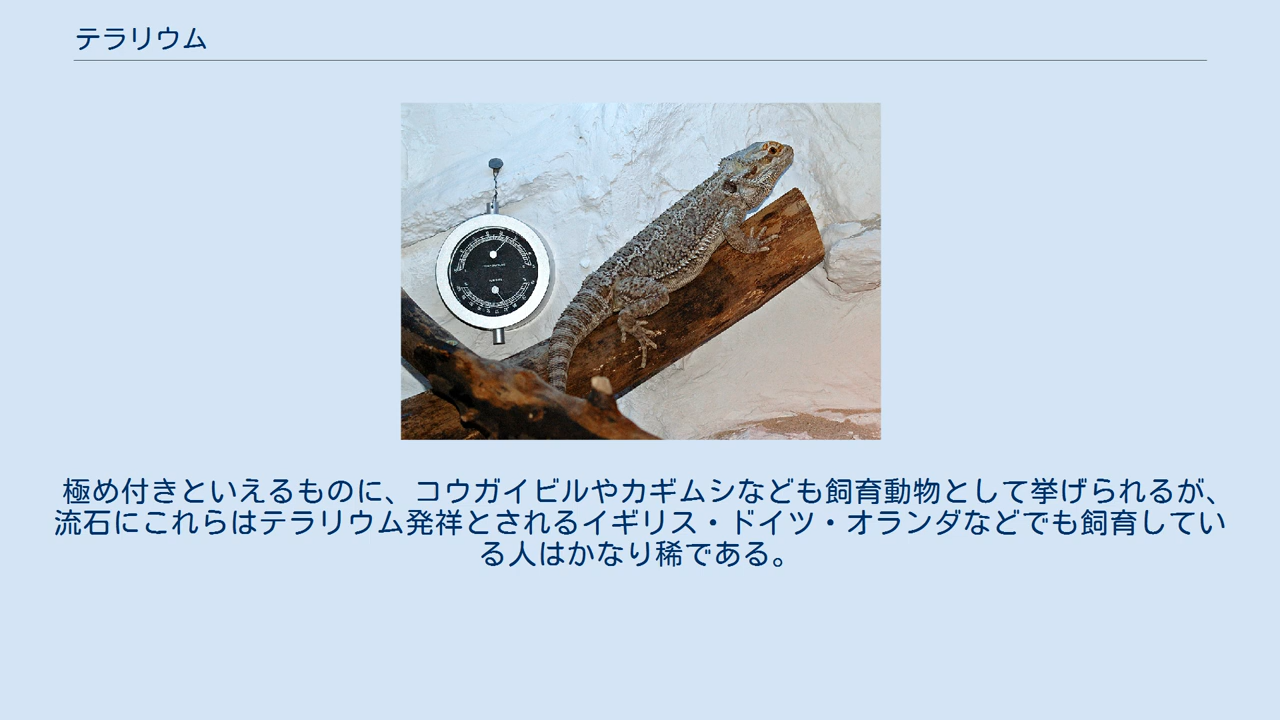 テラリウム
極め付きといえるものに、コウガイビルやカギムシなども飼育動物として挙げられるが、
流石にこれらはテラリウム発祥とされるイギリス・ドイツ・オランダなどでも飼育してい
る人はかなり稀である。